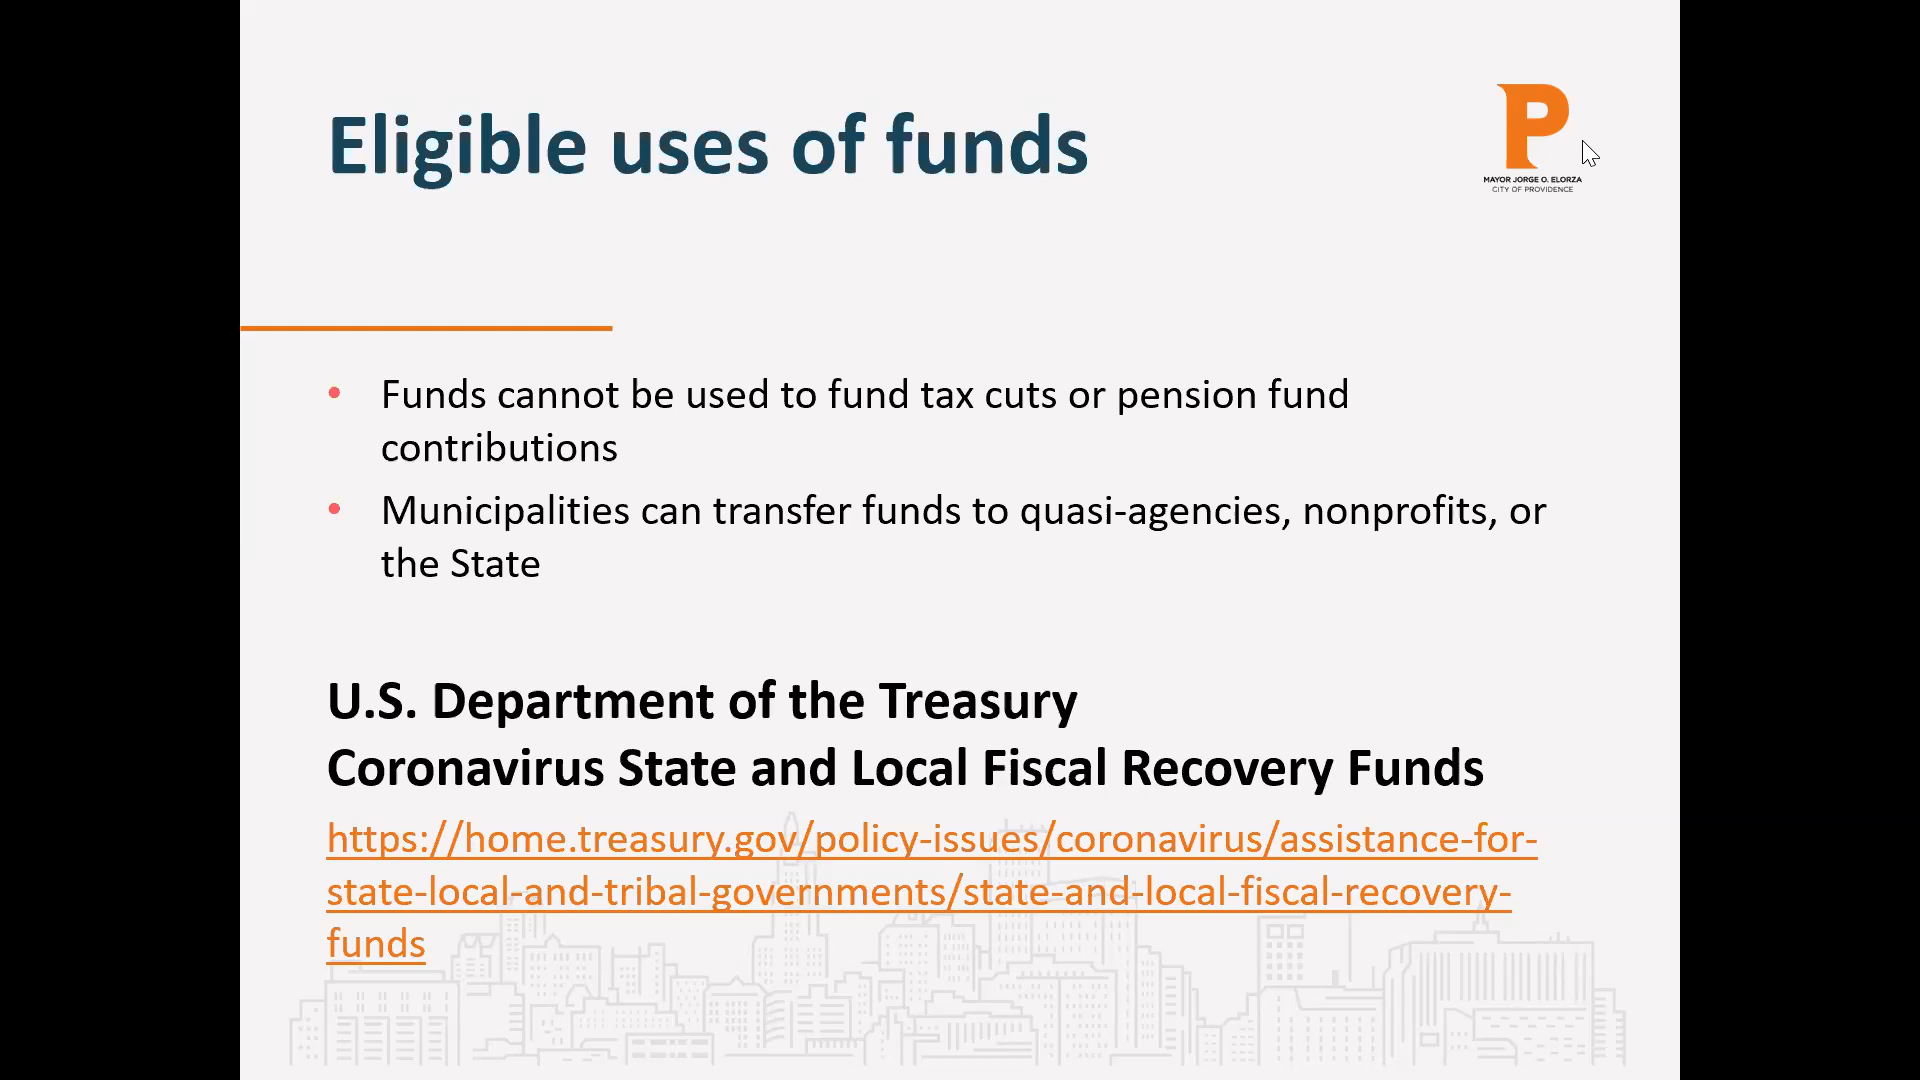 Eligible uses of funds
P
MAYOR JORGE O. ELORZA
CITY OF PROVIDENCE
• Funds cannot be used to fund tax cuts or pension fund
contributions
• Municipalities can transfer funds to quasi-agencies, nonprofits, or
the State
U.S. Department of the Treasury
Coronavirus State and Local Fiscal Recovery Funds
https://home.treasury.gov/policy-issues/coronavirus/assistance-for-
state-local-and-tribal-governments/state-and-local-fiscal-recovery-
funds